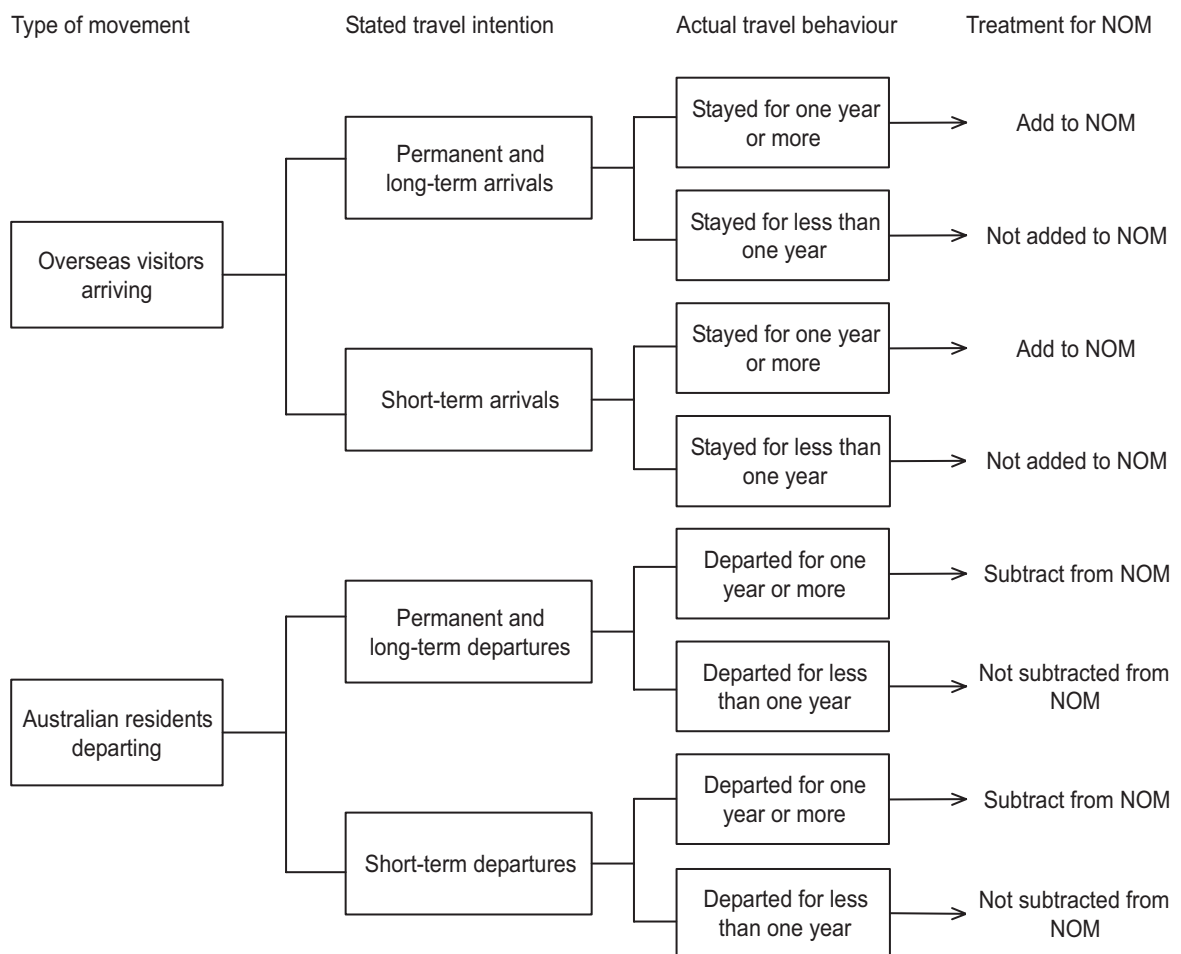 Type of movement
Stated travel intention
Actual travel behaviour
Treatment for NOM
Overseas visitors
arriving
Permanent and
long-term arrivals
Stayed for one year
or more
Add to NOM
Stayed for less than
one year
Not added to NOM
Short-term arrivals
Stayed for one year
or more
Add to NOM
Stayed for less than
one year
Not added to NOM
Australian residents
departing
Permanent and
long-term departures
Departed for one
year or more
Subtract from NOM
Departed for less
than one year
Not subtracted from
NOM
Short-term departures
Departed for one
year or more
Subtract from NOM
Departed for less
than one year
Not subtracted from
NOM